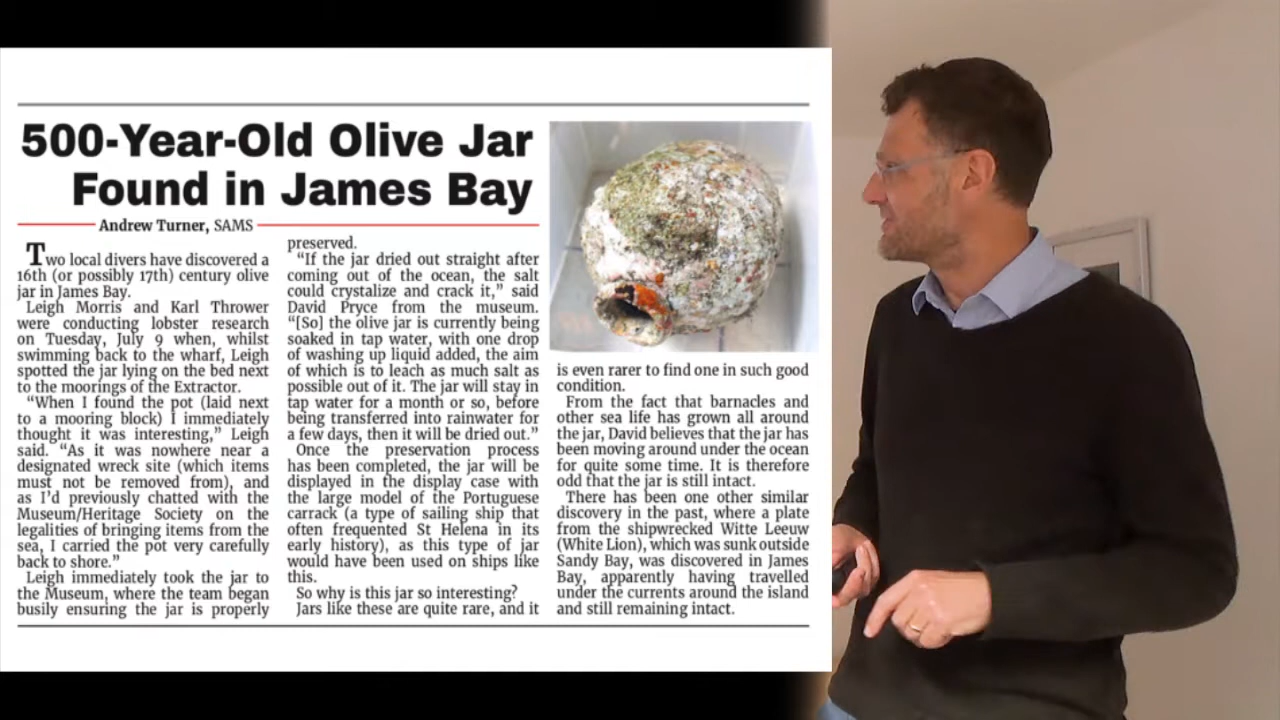 500-Year-Old Olive Jar
Found in James Bay
Andrew Turner, SAMS
Two local divers have discovered a
16th (or possibly 17th) century olive
jar in James Bay.
Leigh Morris and Karl Thrower
were conducting lobster research
on Tuesday, July 9 when, whilst
swimming back to the wharf, Leigh
spotted the jar lying on the bed next
to the moorings of the Extractor.
“When I found the pot (laid next
to a mooring block) I immediately
thought it was interesting,” Leigh
said. “As it was nowhere near a
designated wreck site (which items
must not be removed from), and
as I’d previously chatted with the
Museum/Heritage Society on the
legalities of bringing items from the
sea, I carried the pot very carefully
back to shore.”
Leigh immediately took the jar to
the Museum, where the team began
busily ensuring the jar is properly
preserved.
“If the jar dried out straight after
coming out of the ocean, the salt
could crystalize and crack it,” said
David Pryce from the museum.
“[So] the olive jar is currently being
soaked in tap water, with one drop
of washing up liquid added, the aim
of which is to leach as much salt as
possible out of it. The jar will stay in
tap water for a month or so, before
being transferred into rainwater for
a few days, then it will be dried out.”
Once the preservation process
has been completed, the jar will be
displayed in the display case with
the large model of the Portuguese
carrack (a type of sailing ship that
often frequented St Helena in its
early history), as this type of jar
would have been used on ships like
this.
So why is this jar so interesting?
Jars like these are quite rare, and it
is even rarer to find one in such good
condition.
From the fact that barnacles and
other sea life has grown all around
the jar, David believes that the jar has
been moving around under the ocean
for quite some time. It is therefore
odd that the jar is still intact.
There has been one other similar
discovery in the past, where a plate
from the shipwrecked Witte Leeuw
(White Lion), which was sunk outside
Sandy Bay, was discovered in James
Bay, apparently having travelled
under the currents around the island
and still remaining intact.